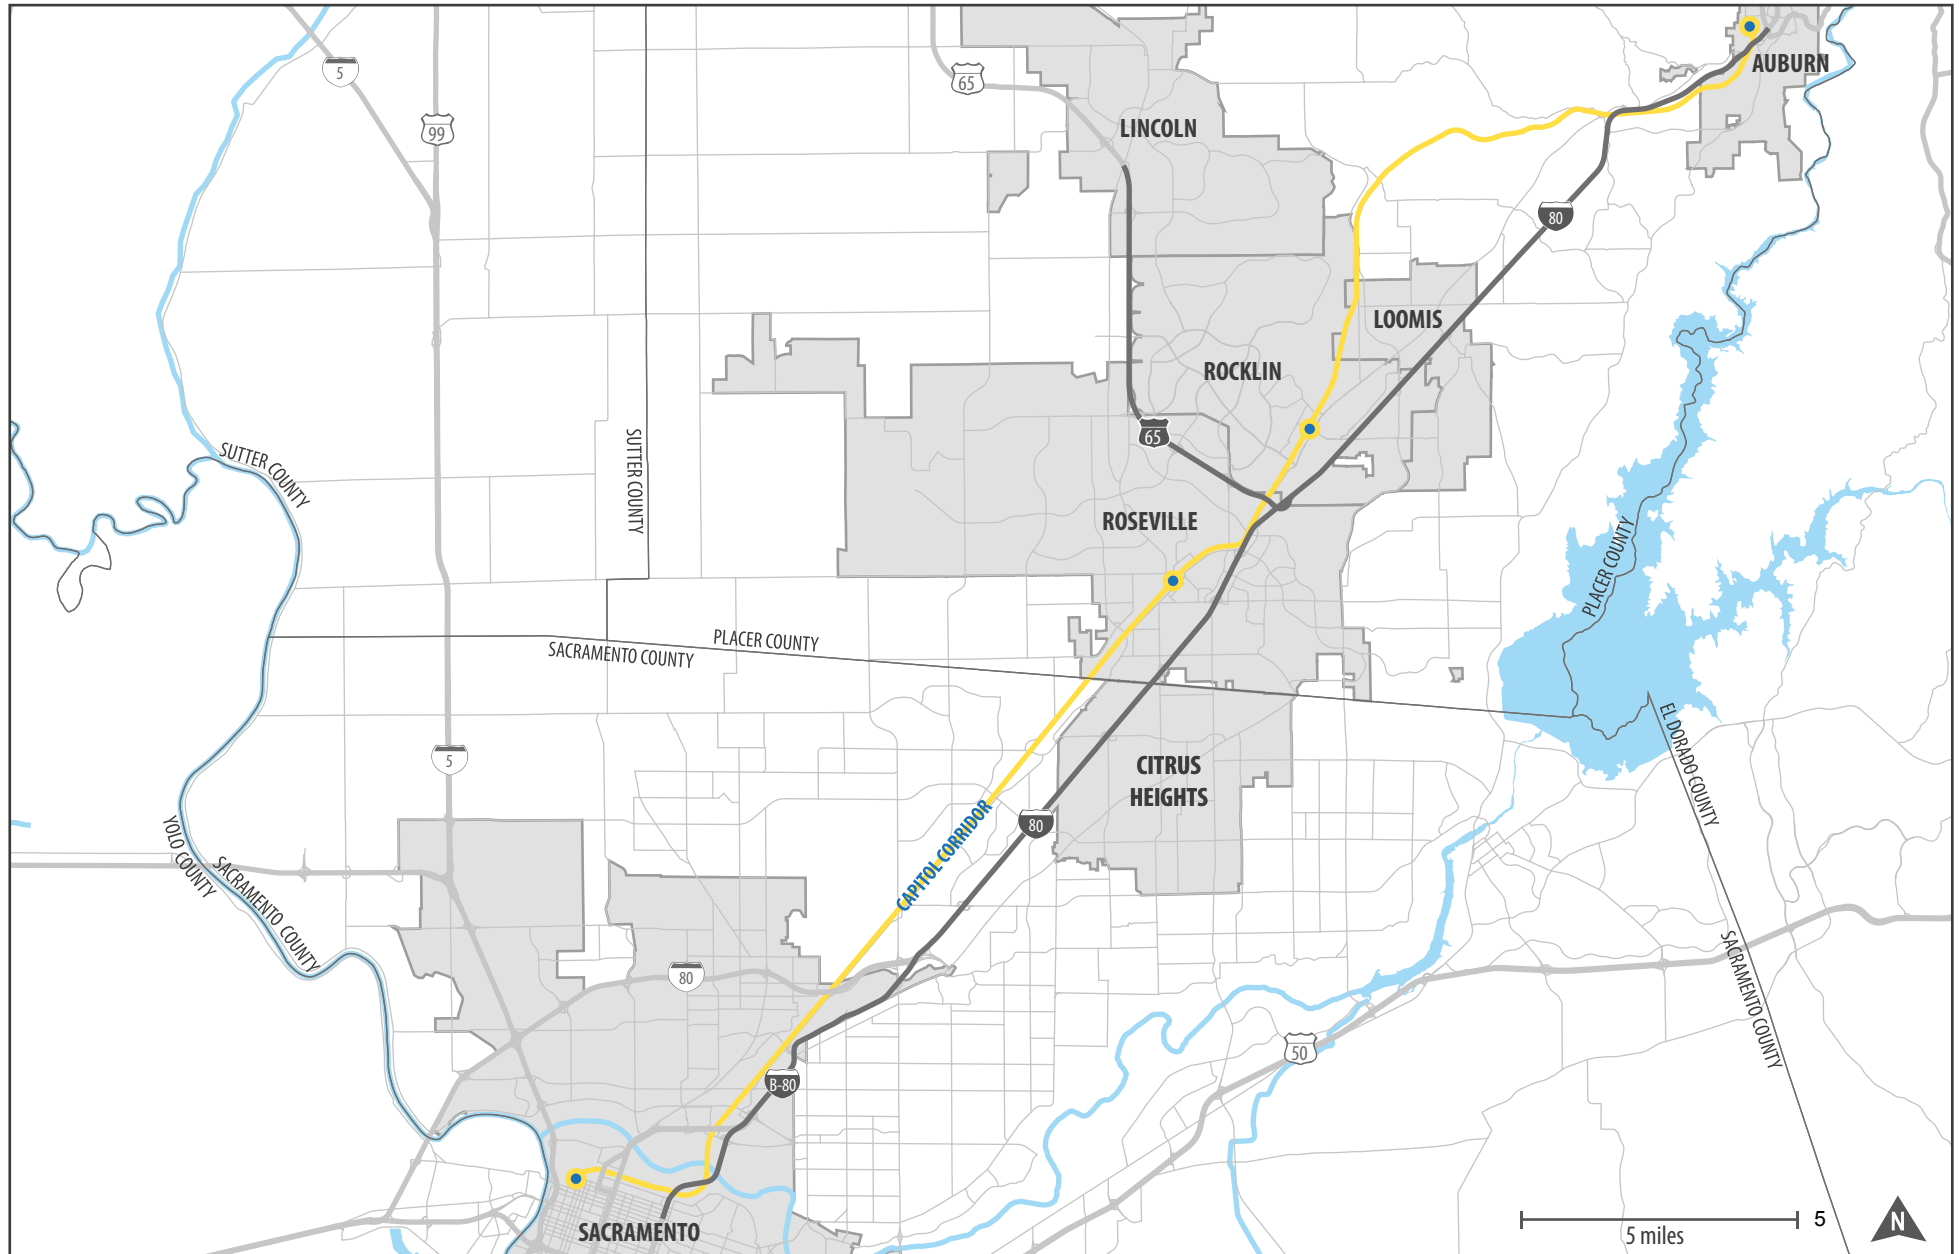 AUBURN
5
65
99
LINCOLN
80
LOOMIS
ROCKLIN
65
SUTTER COUNTY
SUTTER COUNTY
ROSEVILLE
PLACER COUNTY
PLACER COUNTY
SACRAMENTO COUNTY
EL DORADO COUNTY
5
CITRUS
HEIGHTS
80
CAPITOL CORRIDOR
YOLO COUNTY
SACRAMENTO COUNTY
80
SACRAMENTO COUNTY
50
B-80
SACRAMENTO
5 miles
5
N